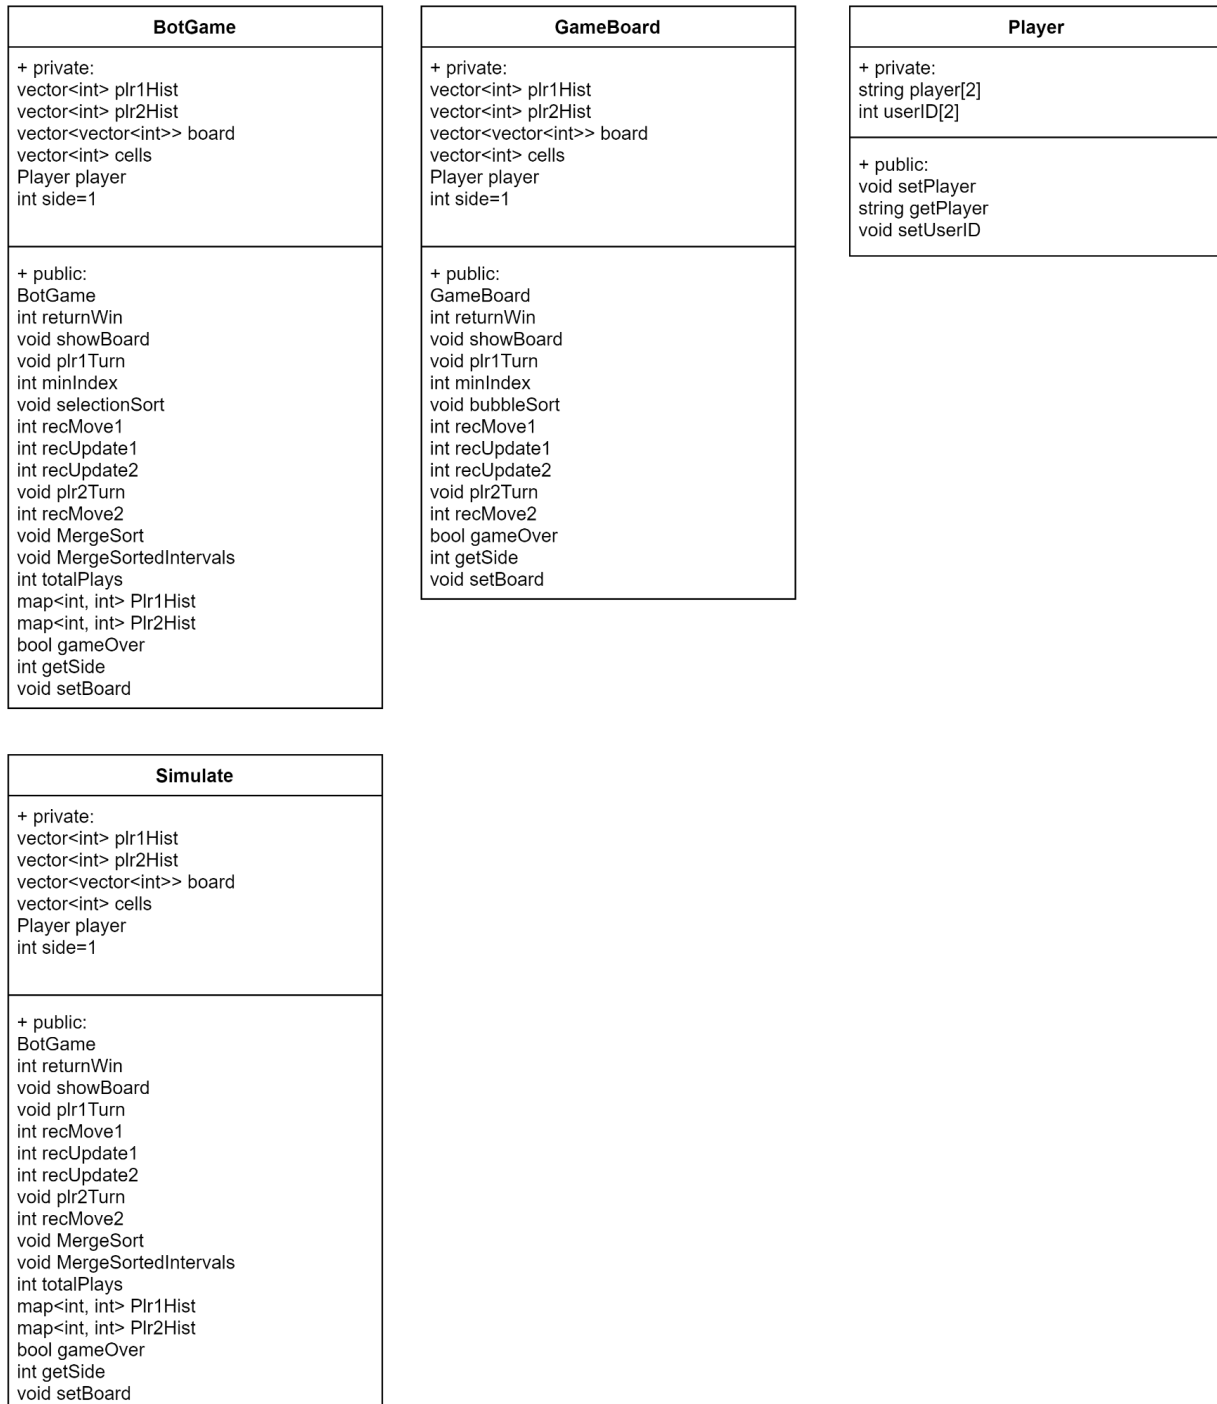 BotGame
+ private:
vector<int> plr1Hist
vector<int> plr2Hist
vector<vector<int>> board
vector<int> cells
Player player
int side=1
+ public:
BotGame
int returnWin
void showBoard
void plr1Turn
int minIndex
void selectionSort
int recMove1
int recUpdate1
int recUpdate2
void plr2Turn
int recMove2
void MergeSort
void MergeSortedIntervals
int totalPlays
map<int, int> Plr1Hist
map<int, int> Plr2Hist
bool gameOver
int getSide
void setBoard
GameBoard
+ private:
vector<int> plr1Hist
vector<int> plr2Hist
vector<vector<int>> board
vector<int> cells
Player player
int side=1
+ public:
GameBoard
int returnWin
void showBoard
void plr1Turn
int minIndex
void bubbleSort
int recMove1
int recUpdate1
int recUpdate2
void plr2Turn
int recMove2
bool gameOver
int getSide
void setBoard
Player
+ private:
string player[2]
int userID[2]
+ public:
void setPlayer
string getPlayer
void setUserID
Simulate
+ private:
vector<int> plr1Hist
vector<int> plr2Hist
vector<vector<int>> board
vector<int> cells
Player player
int side=1
+ public:
BotGame
int returnWin
void showBoard
void plr1Turn
int recMove1
int recUpdate1
int recUpdate2
void plr2Turn
int recMove2
void MergeSort
void MergeSortedIntervals
int totalPlays
map<int, int> Plr1Hist
map<int, int> Plr2Hist
bool gameOver
int getSide
void setBoard